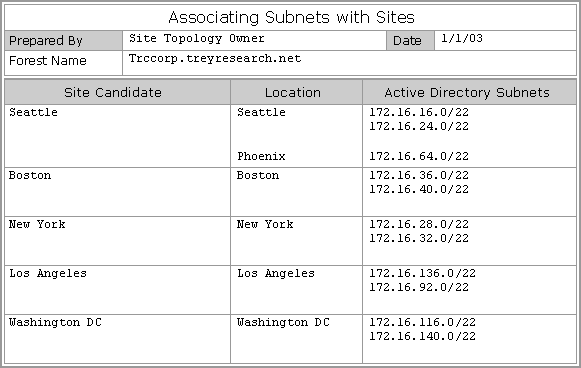 Associating Subnets with Sites
Prepared By Site Topology Owner Date 1/1/03
Forest Name Trccorp.treyresearch.net
Site Candidate Location Active Directory Subnets
Seattle Seattle 172.16.16.0/22
172.16.24.0/22
Phoenix 172.16.64.0/22
Boston Boston 172.16.36.0/22
172.16.40.0/22
New York New York 172.16.28.0/22
172.16.32.0/22
Los Angeles Los Angeles 172.16.136.0/22
172.16.92.0/22
Washington DC Washington DC 172.16.116.0/22
172.16.140.0/22